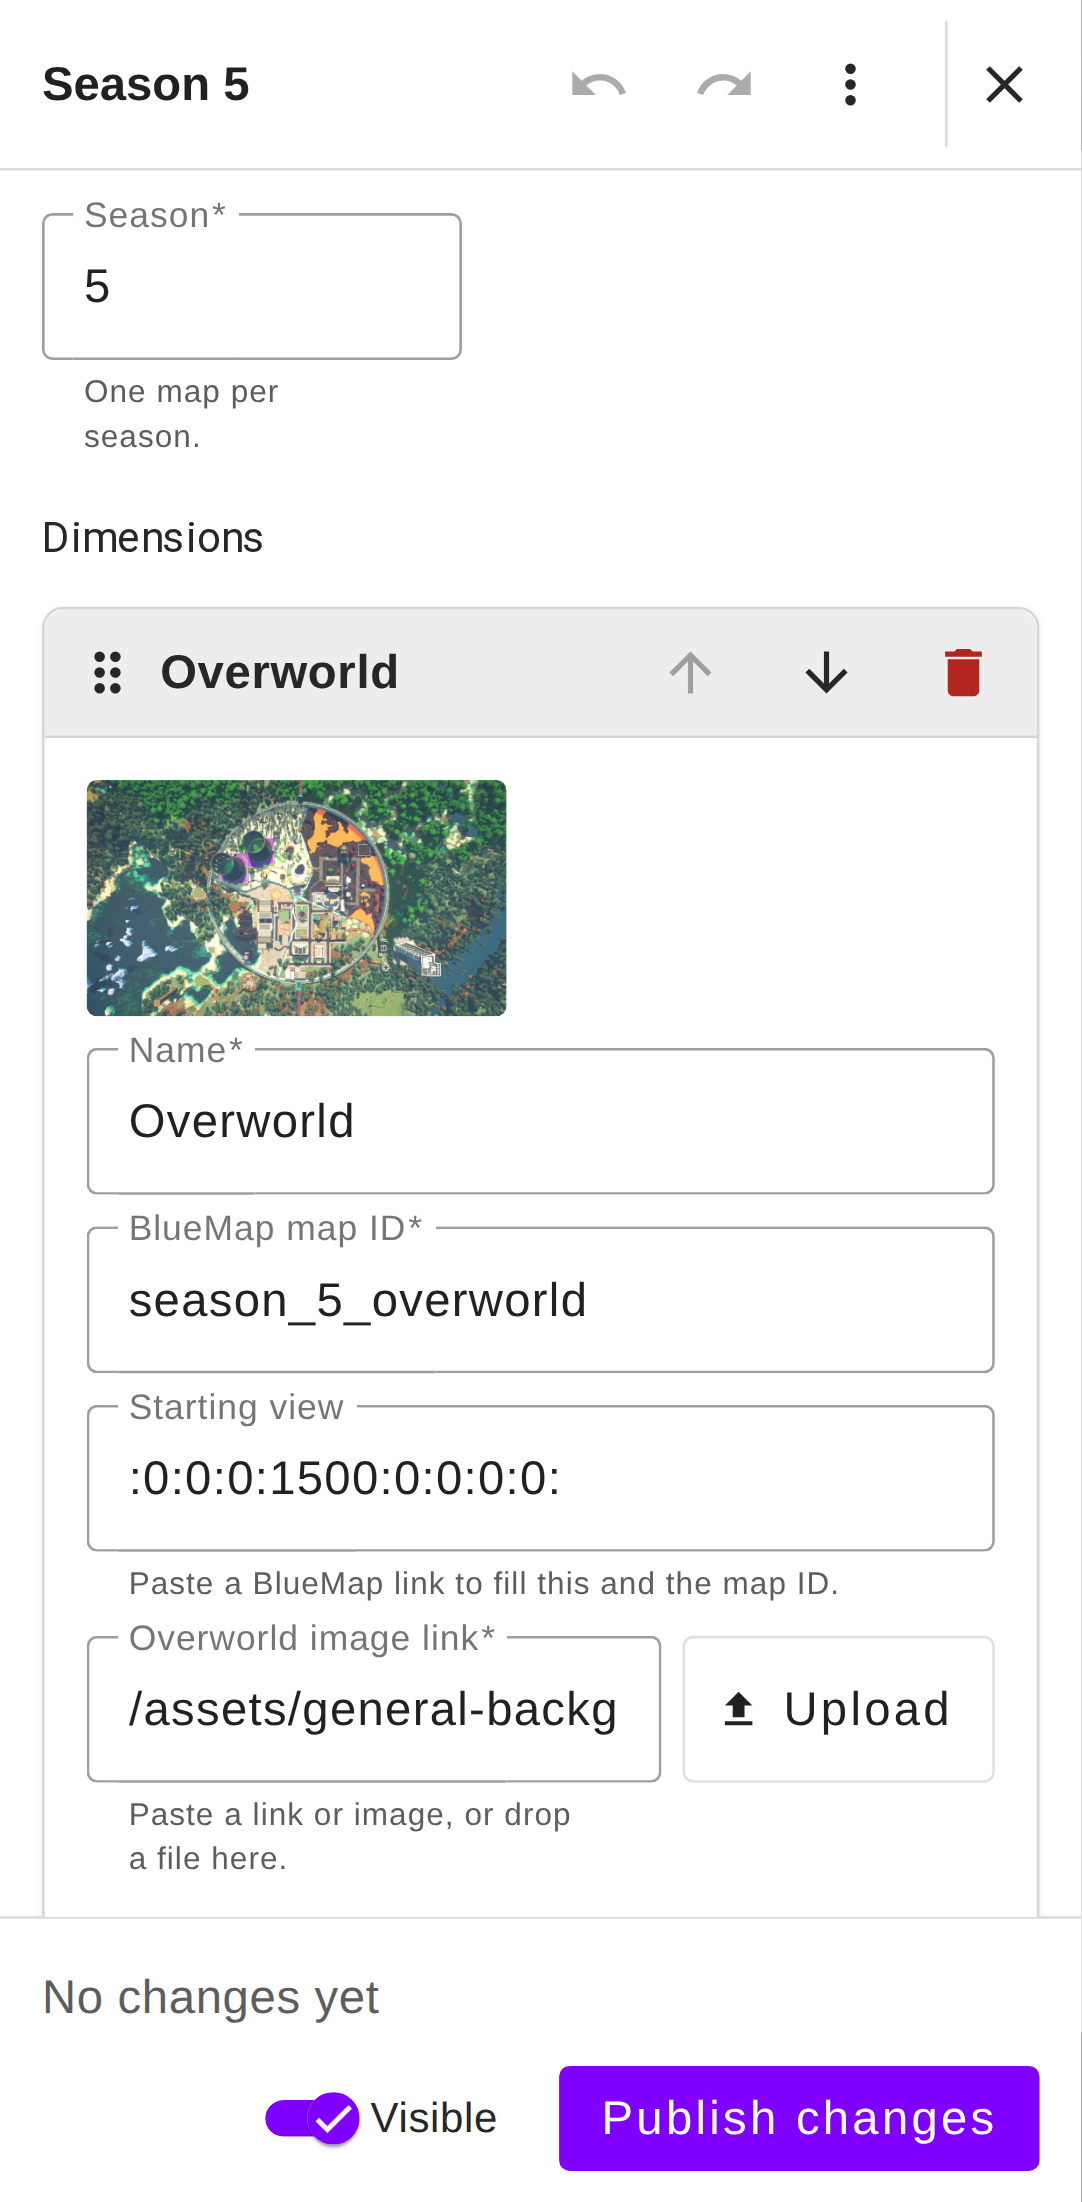 Season 5
Season*
5
One map per
season.
Dimensions
Overworld
Name*
Overworld
BlueMap map ID*
season_5_overworld
Starting view
:0:0:0:1500:0:0:0:0:
Paste a BlueMap link to fill this and the map ID.
Overworld image link*
/assets/general-backg
Upload
Paste a link or image, or drop
a file here.
No changes yet
Visible
Publish changes